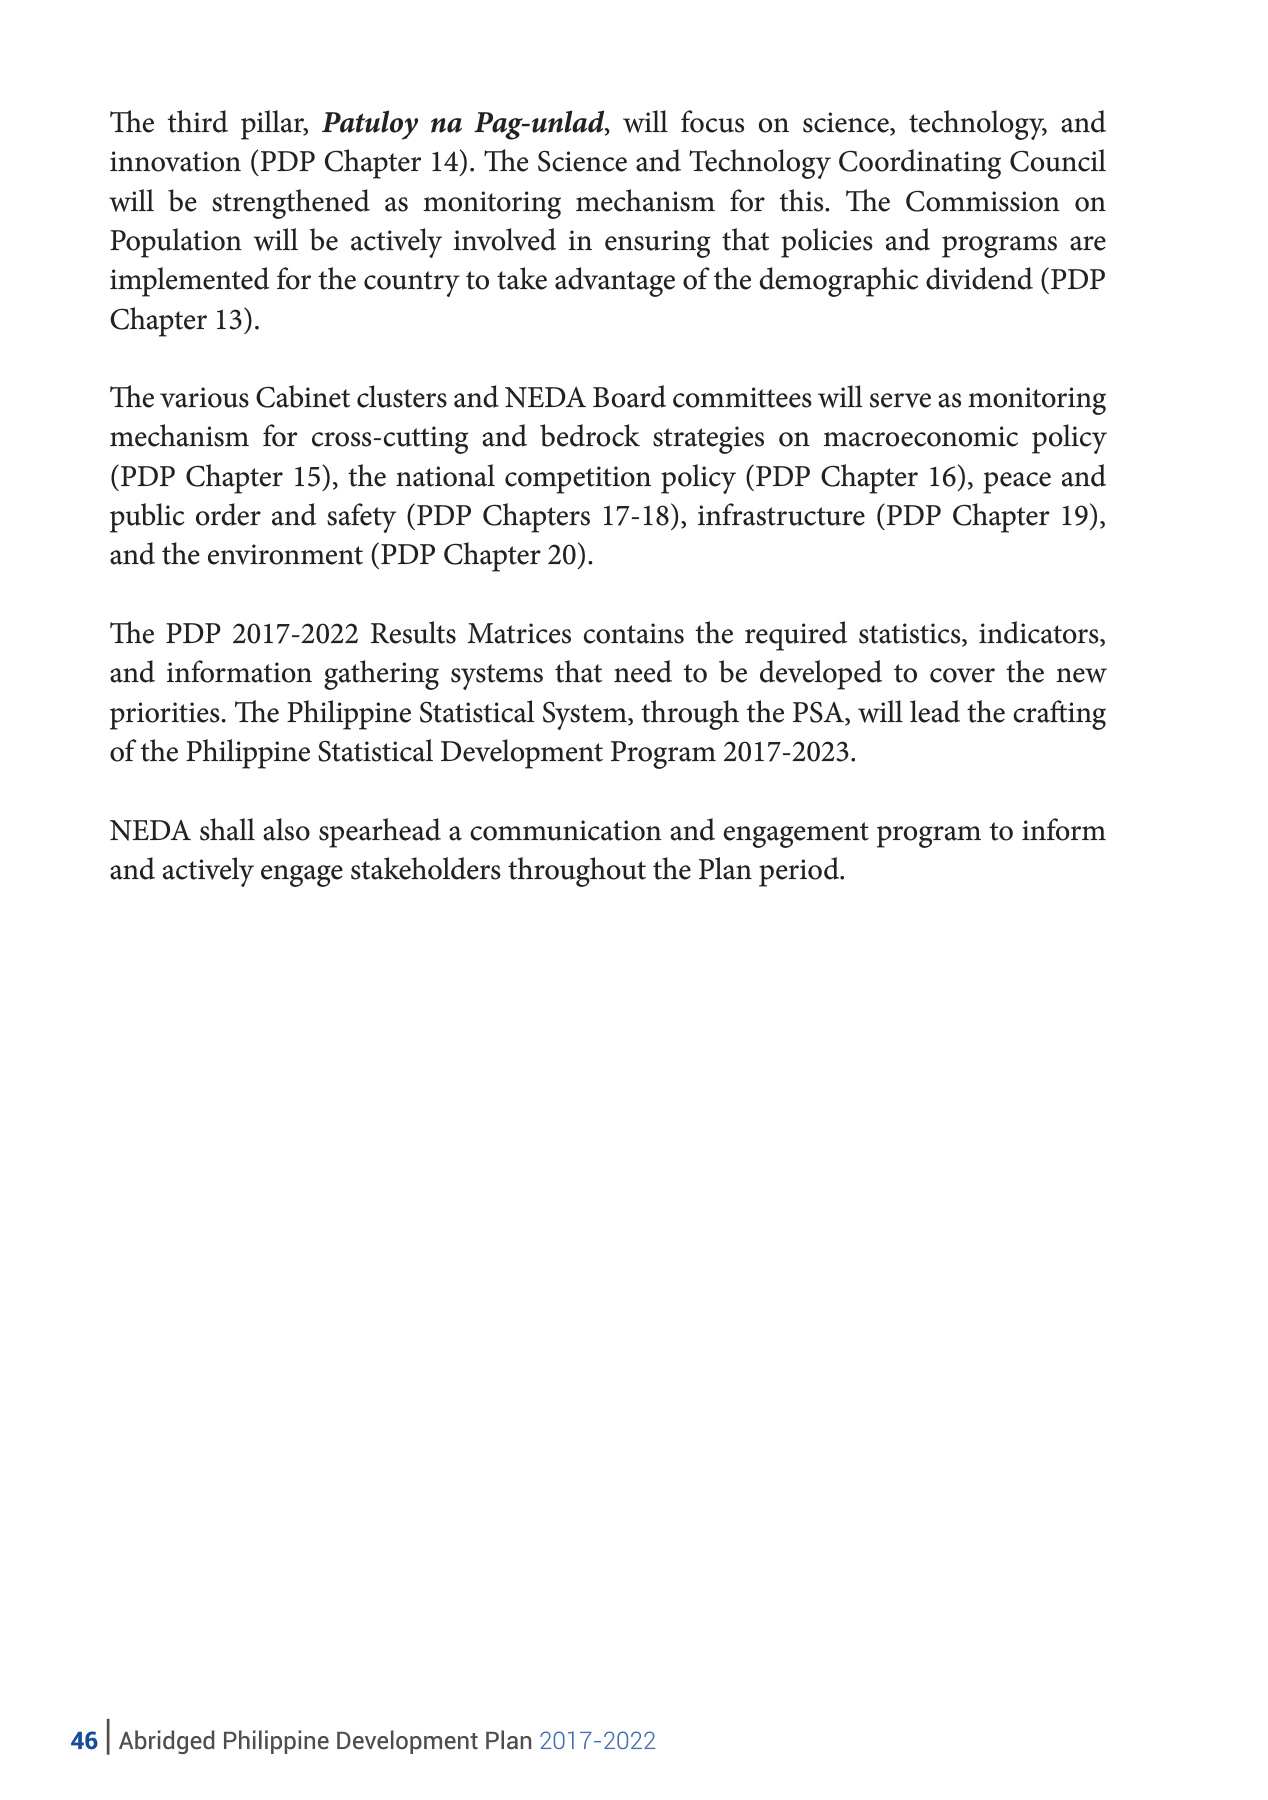 The third pillar, Patuloy na Pag-unlad, will focus on science, technology, and
innovation (PDP Chapter 14). The Science and Technology Coordinating Council
will be strengthened as monitoring mechanism for this. The Commission on
Population will be actively involved in ensuring that policies and programs are
implemented for the country to take advantage of the demographic dividend (PDP
Chapter 13).
The various Cabinet clusters and NEDA Board committees will serve as monitoring
mechanism for cross-cutting and bedrock strategies on macroeconomic policy
(PDP Chapter 15), the national competition policy (PDP Chapter 16), peace and
public order and safety (PDP Chapters 17-18), infrastructure (PDP Chapter 19),
and the environment (PDP Chapter 20).
The PDP 2017-2022 Results Matrices contains the required statistics, indicators,
and information gathering systems that need to be developed to cover the new
priorities. The Philippine Statistical System, through the PSA, will lead the crafting
of the Philippine Statistical Development Program 2017-2023.
NEDA shall also spearhead a communication and engagement program to inform
and actively engage stakeholders throughout the Plan period.
46 | Abridged Philippine Development Plan 2017-2022